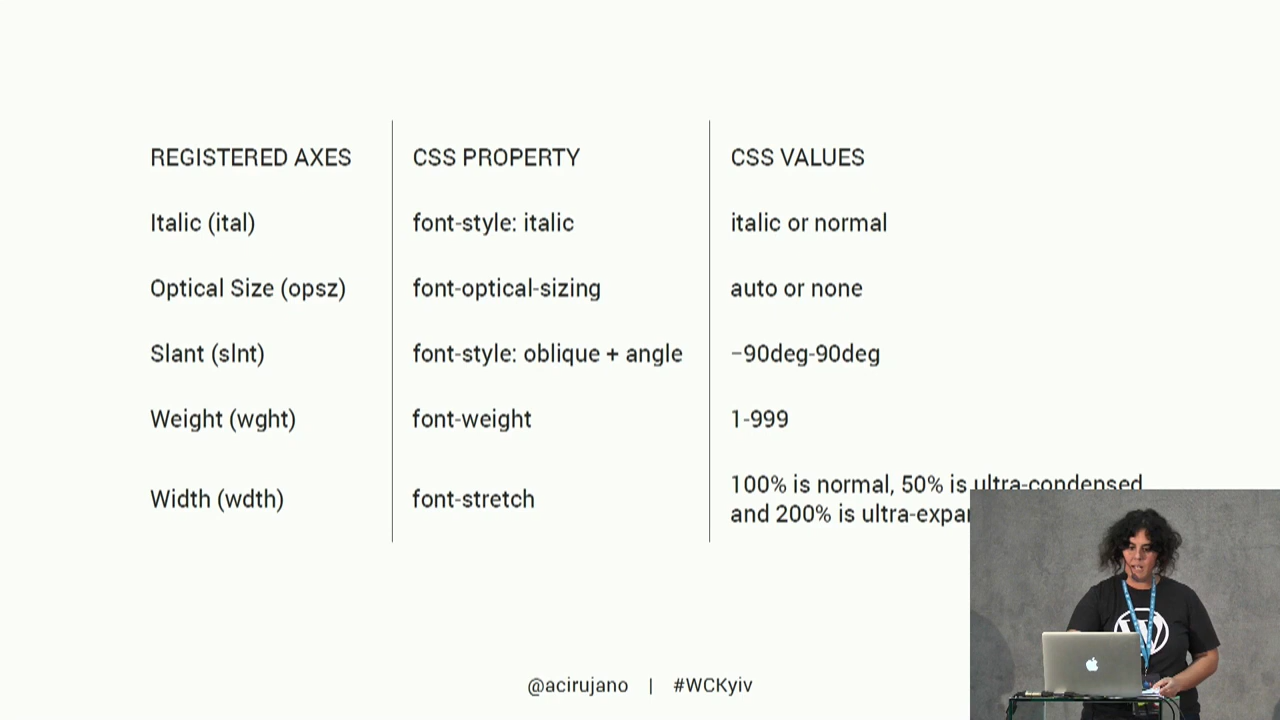 REGISTERED AXES CSS PROPERTY CSS VALUES
Italic (ital) font-style: italic italic or normal
Optical Size (opsz) font-optical-sizing auto or none
Slant (slnt) font-style: oblique + angle −90deg-90deg
Weight (wght) font-weight 1-999
Width (wdth) font-stretch 100% is normal, 50% is ultra-condensed
and 200% is
@acirujano | #WCKyiv